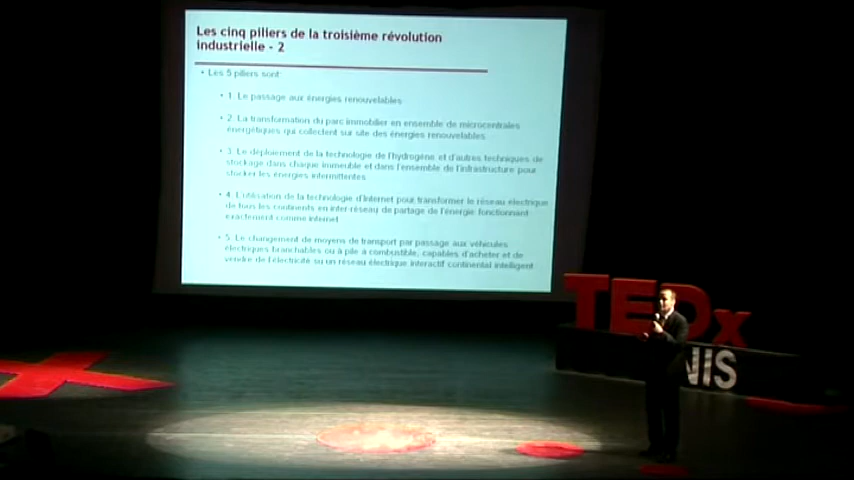 Les cinq piliers de la troisième révolution
industrielle - 2
• Les 5 piliers sont:
• 1. Le passage aux énergies renouvelables
• 2. La transformation du parc immobilier en ensemble de microcentrales
énergétiques qui collectent sur site des énergies renouvelables
• 3. Le déploiement de la technologie de l'hydrogène et d'autres techniques de
stockage dans chaque immeuble et dans l'ensemble de l'infrastructure pour
stocker les énergies intermittentes
• 4. L'utilisation de la technologie d'Internet pour transformer le réseau électrique
de tous les continents en inter réseau de partage de l'énergie fonctionnant
exactement comme internet
• 5. Le changement de moyens de transport par passage aux véhicules
électriques branchables ou à pile à combustible, capables d'acheter et de
vendre de l'électricité su un réseau électrique interactif continental intelligent
TEDx
NIS